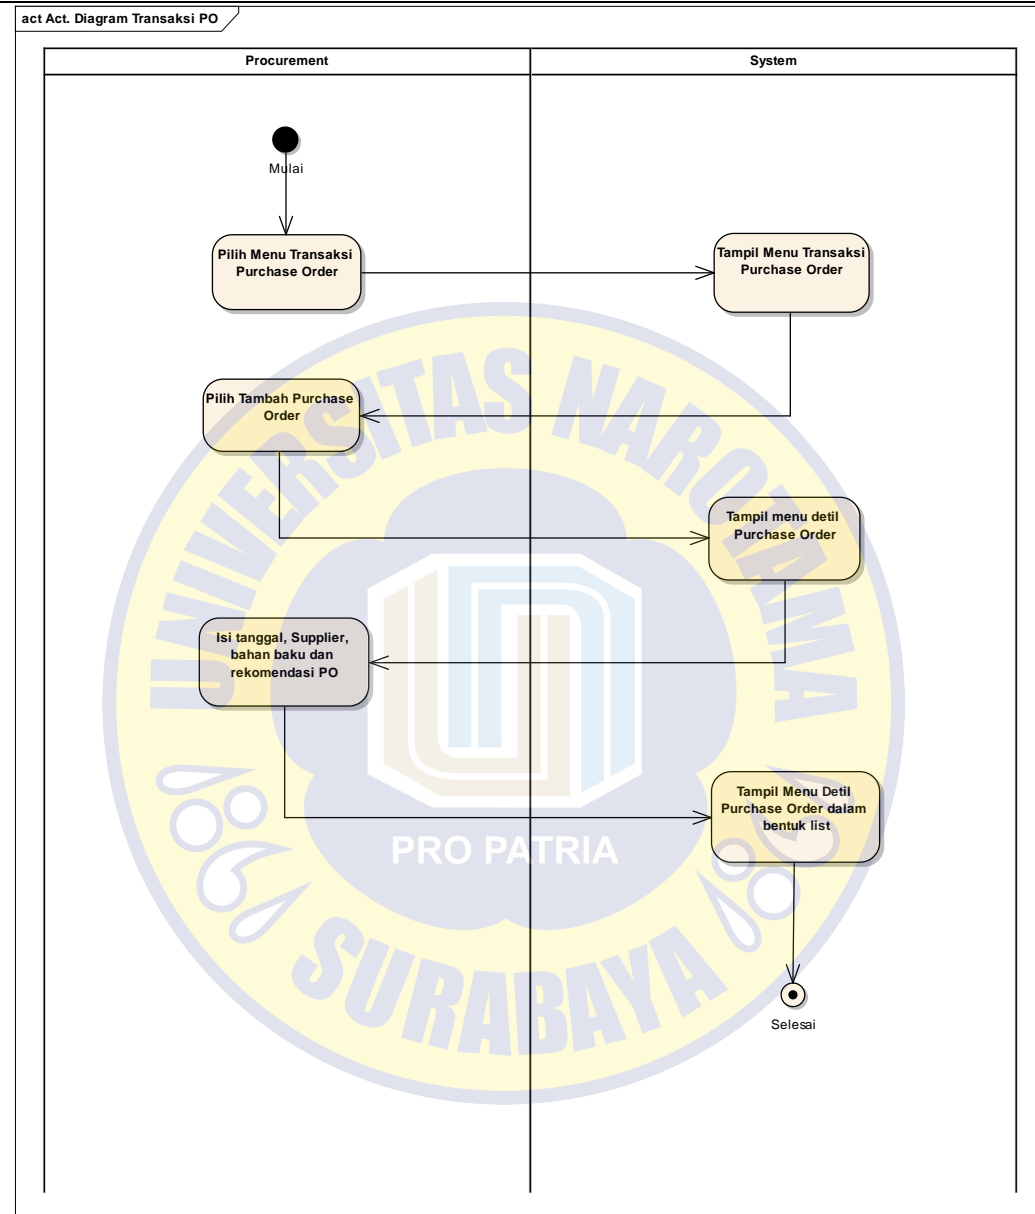 act Act. Diagram Transaksi PO
Procurement
System
Mulai
Pilih Menu Transaksi
Purchase Order
Tampil Menu Transaksi
Purchase Order
Pilih Tambah Purchase
Order
Tampil menu detil
Purchase Order
Isi tanggal, Supplier,
bahan baku dan
rekomendasi PO
Tampil Menu Detil
Purchase Order dalam
bentuk list
Selesai
UNIVERSITAS NAROTAMA
PRO PATRIA
SURABAYA